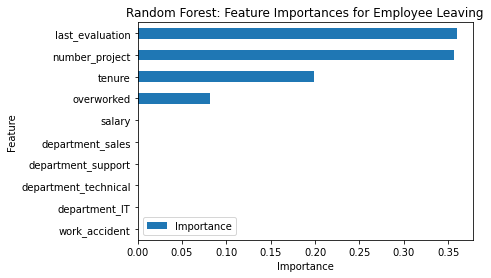 Random Forest: Feature Importances for Employee Leaving
last_evaluation
number_project
tenure
overworked
salary
department_sales
department_support
department_technical
department_IT
work_accident
Feature
Importance
0.00 0.05 0.10 0.15 0.20 0.25 0.30 0.35
Importance